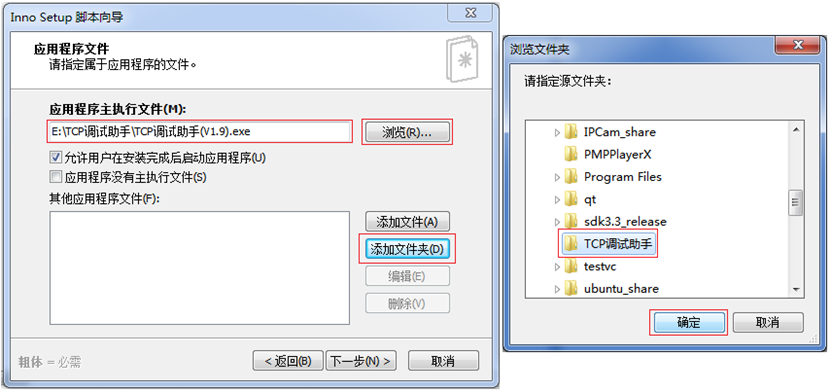 Inno Setup 脚本向导
应用程序文件
请指定属于应用程序的文件。
应用程序主执行文件(M):
E:\TCP调试助手\TCP调试助手(V1.9).exe
浏览(R)...
允许用户在安装完成后启动应用程序(U)
应用程序没有主执行文件(S)
其他应用程序文件(F):
添加文件(A)
添加文件夹(D)
编辑(E)
删除(V)
粗体 = 必需
< 返回(B)
下一步(N) >
取消
浏览文件夹
请指定源文件夹:
IPCam_share
PMPPlayerX
Program Files
qt
sdk3.3_release
TCP调试助手
testvc
ubuntu_share
确定
取消